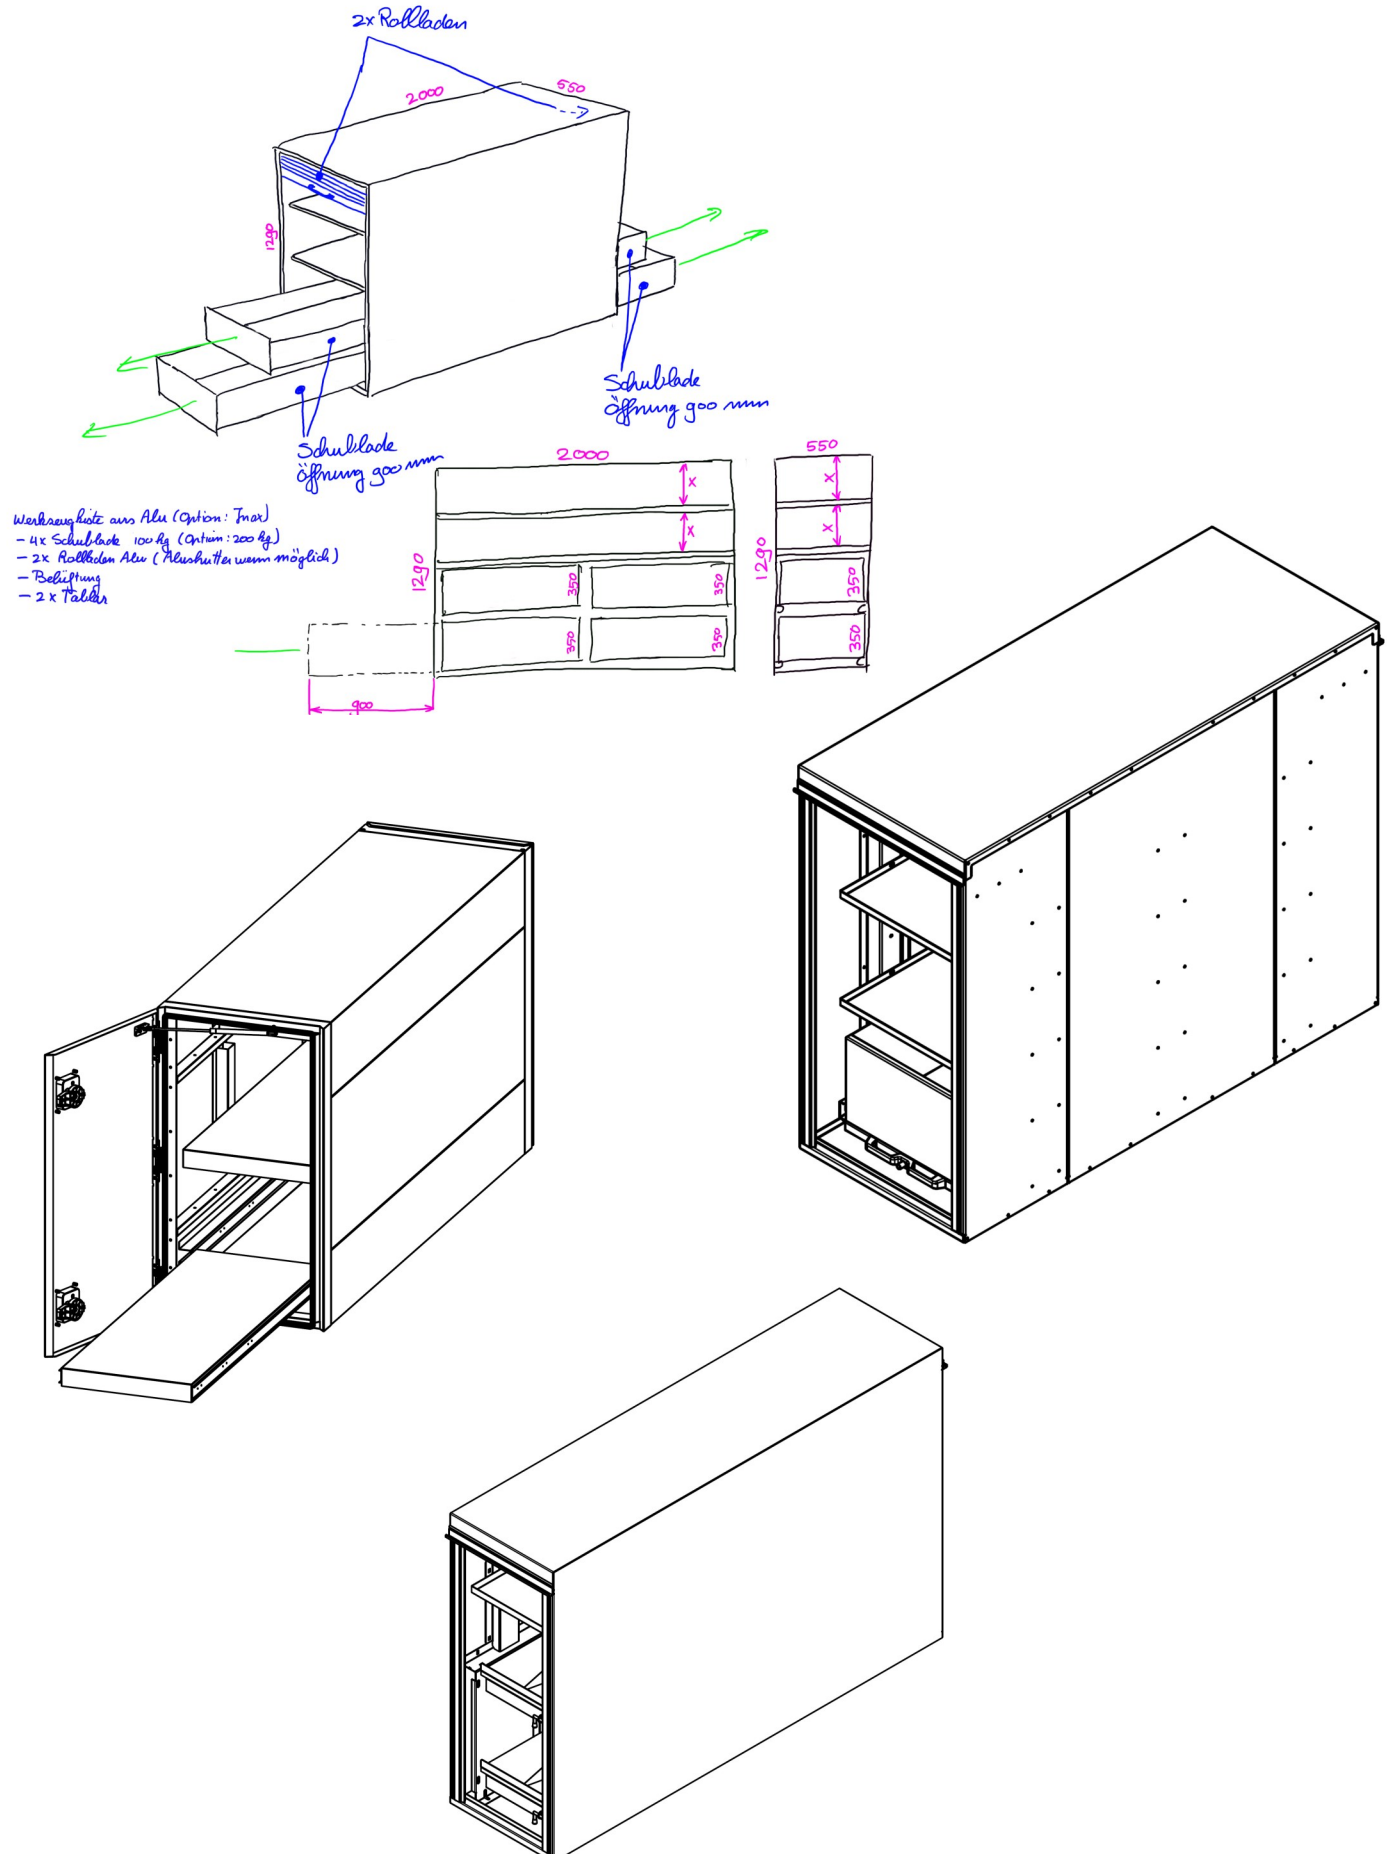 2x Rollladen
2000
550
1290
Schublade
öffnung 900 mm
Schublade
öffnung 900 mm
Werkzeugkiste aus Alu (Option: Inox)
- 4x Schublade 100 kg (Option: 200 kg)
- 2x Rollladen Alu (Alushutter wenn möglich)
- Belüftung
- 2x Tablar
2000
x
x
1290
350
350
350
350
900
550
x
x
1290
350
350